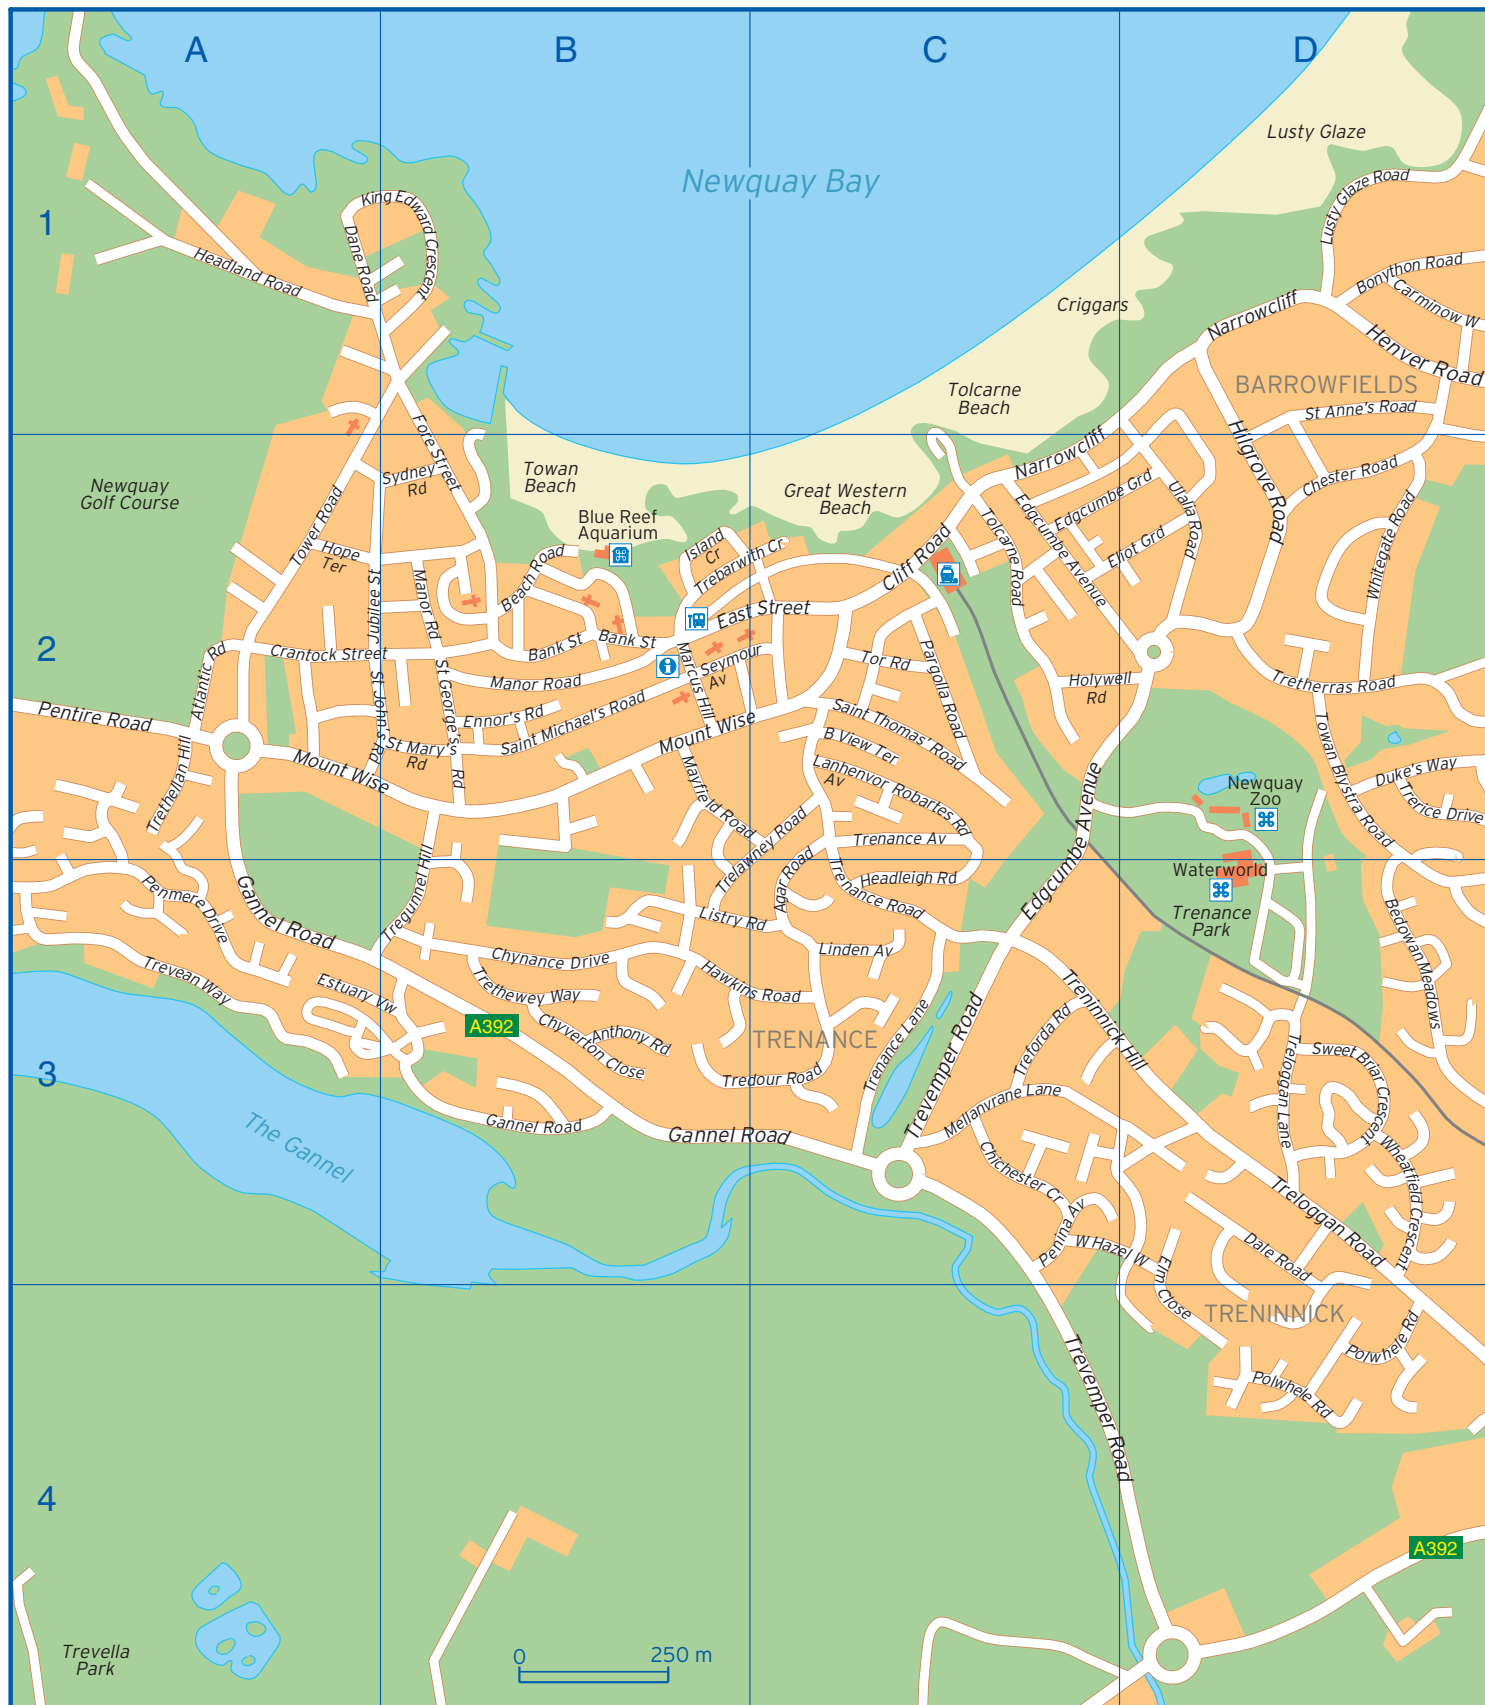 A
B
C
D
1
2
3
4
Newquay Bay
Lusty Glaze
Lusty Glaze Road
King Edward Crescent
Dane Road
Headland Road
Bonython Road
Carminow W
Criggars
Narrowcliff
Henver Road
BARROWFIELDS
Tolcarne
Beach
St Anne's Road
Fore Street
Hilgrove Road
Narrowcliff
Towan
Beach
Sydney
Rd
Newquay
Golf Course
Great Western
Beach
Chester Road
Edgcumbe Grd
Ulalia Road
Whitegate Road
Blue Reef
Aquarium
Tower Road
Island
Cr
Trebarwith Cr
Cliff Road
Tolcarne Road
Edgcumbe Avenue
Eliot Grd
Hope
Ter
Beach Road
Jubilee St
Manor Rd
East Street
Bank St
Bank St
Crantock Street
Atlantic Rd
Seymour
Av
Marcus Hill
Tor Rd
Pargolla Road
Holywell
Rd
Tretherras Road
Manor Road
St John's Rd
St George's Rd
Ennor's Rd
Saint Michael's Road
St Mary's
Rd
Pentire Road
Mount Wise
Mount Wise
Saint Thomas' Road
B View Ter
Towan Blystra Road
Trethellan Hill
Mayfield Road
Lanhenvor
Av
Robartes Rd
Edgcumbe Avenue
Newquay
Zoo
Duke's Way
Trerice Drive
Trelawney Road
Trenance Av
Waterworld
Headleigh Rd
Agar Road
Trenance Road
Trenance
Park
Penmere Drive
Gannel Road
Tregunnel Hill
Listry Rd
Linden Av
Bedowan Meadows
Chynance Drive
Trevean Way
Estuary Vw
Trethewey Way
Hawkins Road
Treninnick Hill
A392
Chyverton Close
Anthony Rd
TRENANCE
Trenance Lane
Trevemper Road
Treforda Rd
Sweet Briar Crescent
Treloggan Lane
Tredour Road
Mellanvrane Lane
Gannel Road
Gannel Road
The Gannel
Chichester Cr
Wheatfield Crescent
Penina Av
W Hazel W
Treloggan Road
Dale Road
Elm Close
TRENINNICK
Polwhele Rd
Polwhele Rd
Trevemper Road
A392
Trevella
Park
0
250 m